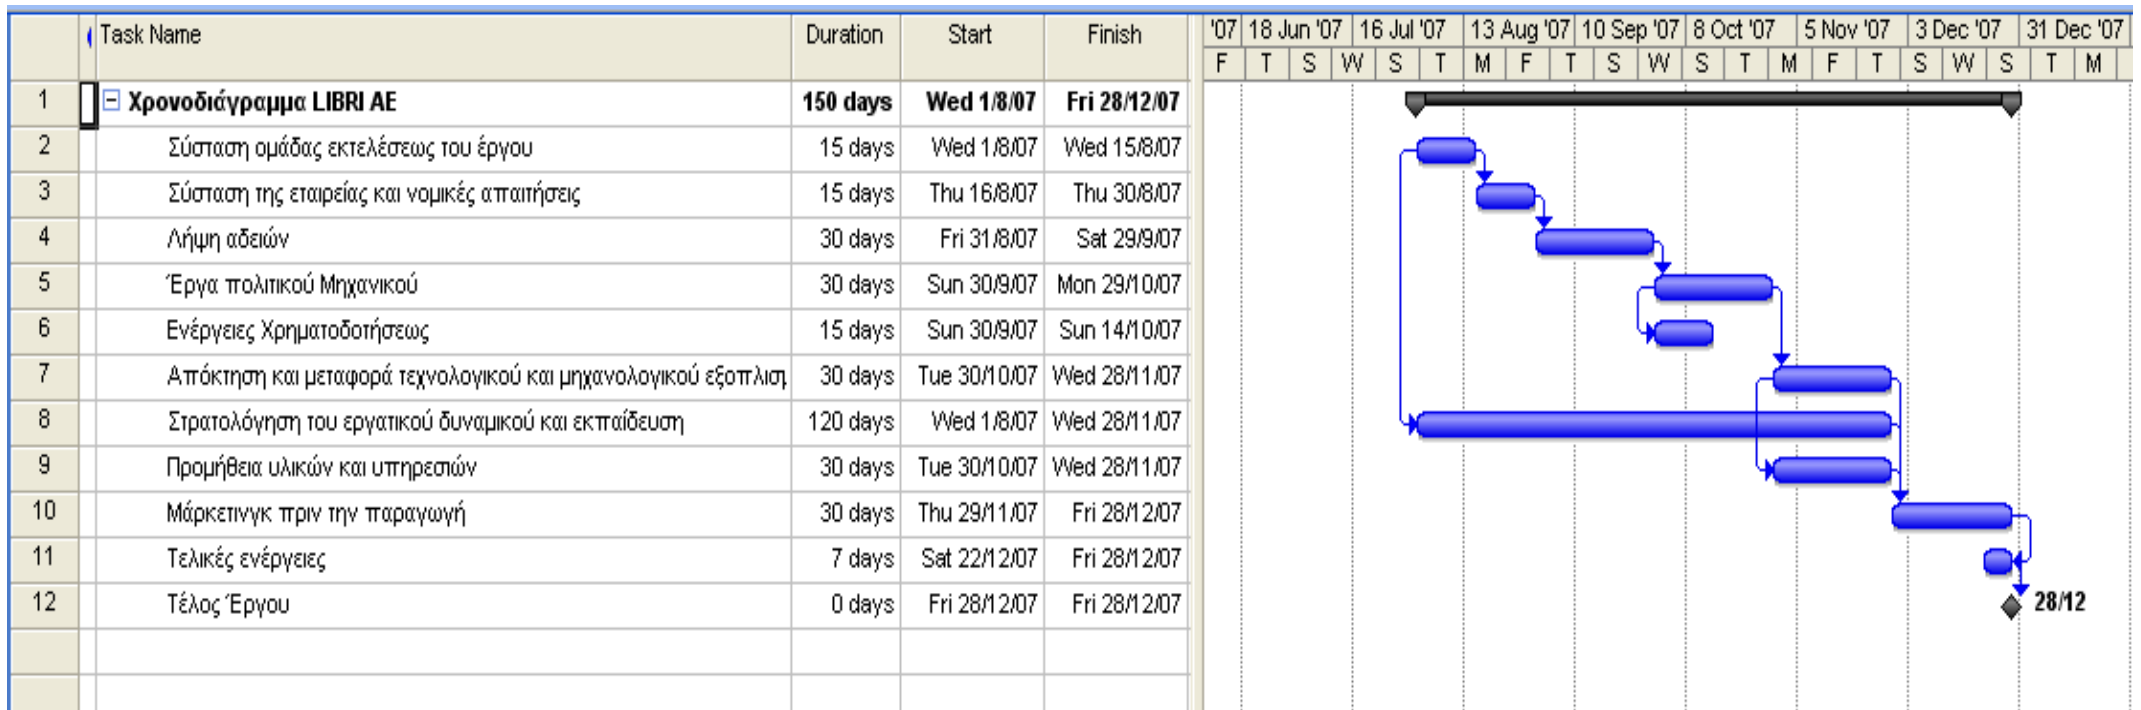 Task Name Duration Start Finish '07 18 Jun '07 16 Jul '07 13 Aug '07 10 Sep '07 8 Oct '07 5 Nov '07 3 Dec '07 31 Dec '07
F T S W S T M F T S W S T M F T S W S T M
1 Χρονοδιάγραμμα LIBRI AE 150 days Wed 1/8/07 Fri 28/12/07
2 Σύσταση ομάδας εκτελέσεως του έργου 15 days Wed 1/8/07 Wed 15/8/07
3 Σύσταση της εταιρείας και νομικές απαιτήσεις 15 days Thu 16/8/07 Thu 30/8/07
4 Λήψη αδειών 30 days Fri 31/8/07 Sat 29/9/07
5 Έργα πολιτικού Μηχανικού 30 days Sun 30/9/07 Mon 29/10/07
6 Ενέργειες Χρηματοδοτήσεως 15 days Sun 30/9/07 Sun 14/10/07
7 Απόκτηση και μεταφορά τεχνολογικού και μηχανολογικού εξοπλισμ 30 days Tue 30/10/07 Wed 28/11/07
8 Στρατολόγηση του εργατικού δυναμικού και εκπαίδευση 120 days Wed 1/8/07 Wed 28/11/07
9 Προμήθεια υλικών και υπηρεσιών 30 days Tue 30/10/07 Wed 28/11/07
10 Μάρκετινγκ πριν την παραγωγή 30 days Thu 29/11/07 Fri 28/12/07
11 Τελικές ενέργειες 7 days Sat 22/12/07 Fri 28/12/07
12 Τέλος Έργου 0 days Fri 28/12/07 Fri 28/12/07 28/12